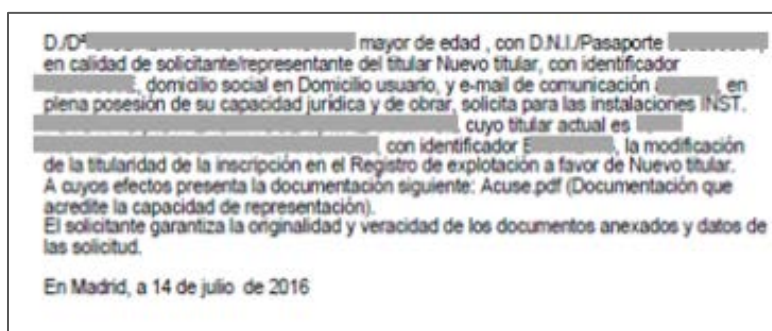 D./Dª mayor de edad , con D.N.I./Pasaporte
en calidad de solicitante/representante del titular Nuevo titular, con identificador
, domicilio social en Domicilio usuario, y e-mail de comunicación a , en
plena posesión de su capacidad jurídica y de obrar, solicita para las instalaciones INST.
, cuyo titular actual es
, con identificador E , la modificación
de la titularidad de la inscripción en el Registro de explotación a favor de Nuevo titular.
A cuyos efectos presenta la documentación siguiente: Acuse.pdf (Documentación que
acredite la capacidad de representación).
El solicitante garantiza la originalidad y veracidad de los documentos anexados y datos de
las solicitud.
En Madrid, a 14 de julio de 2016